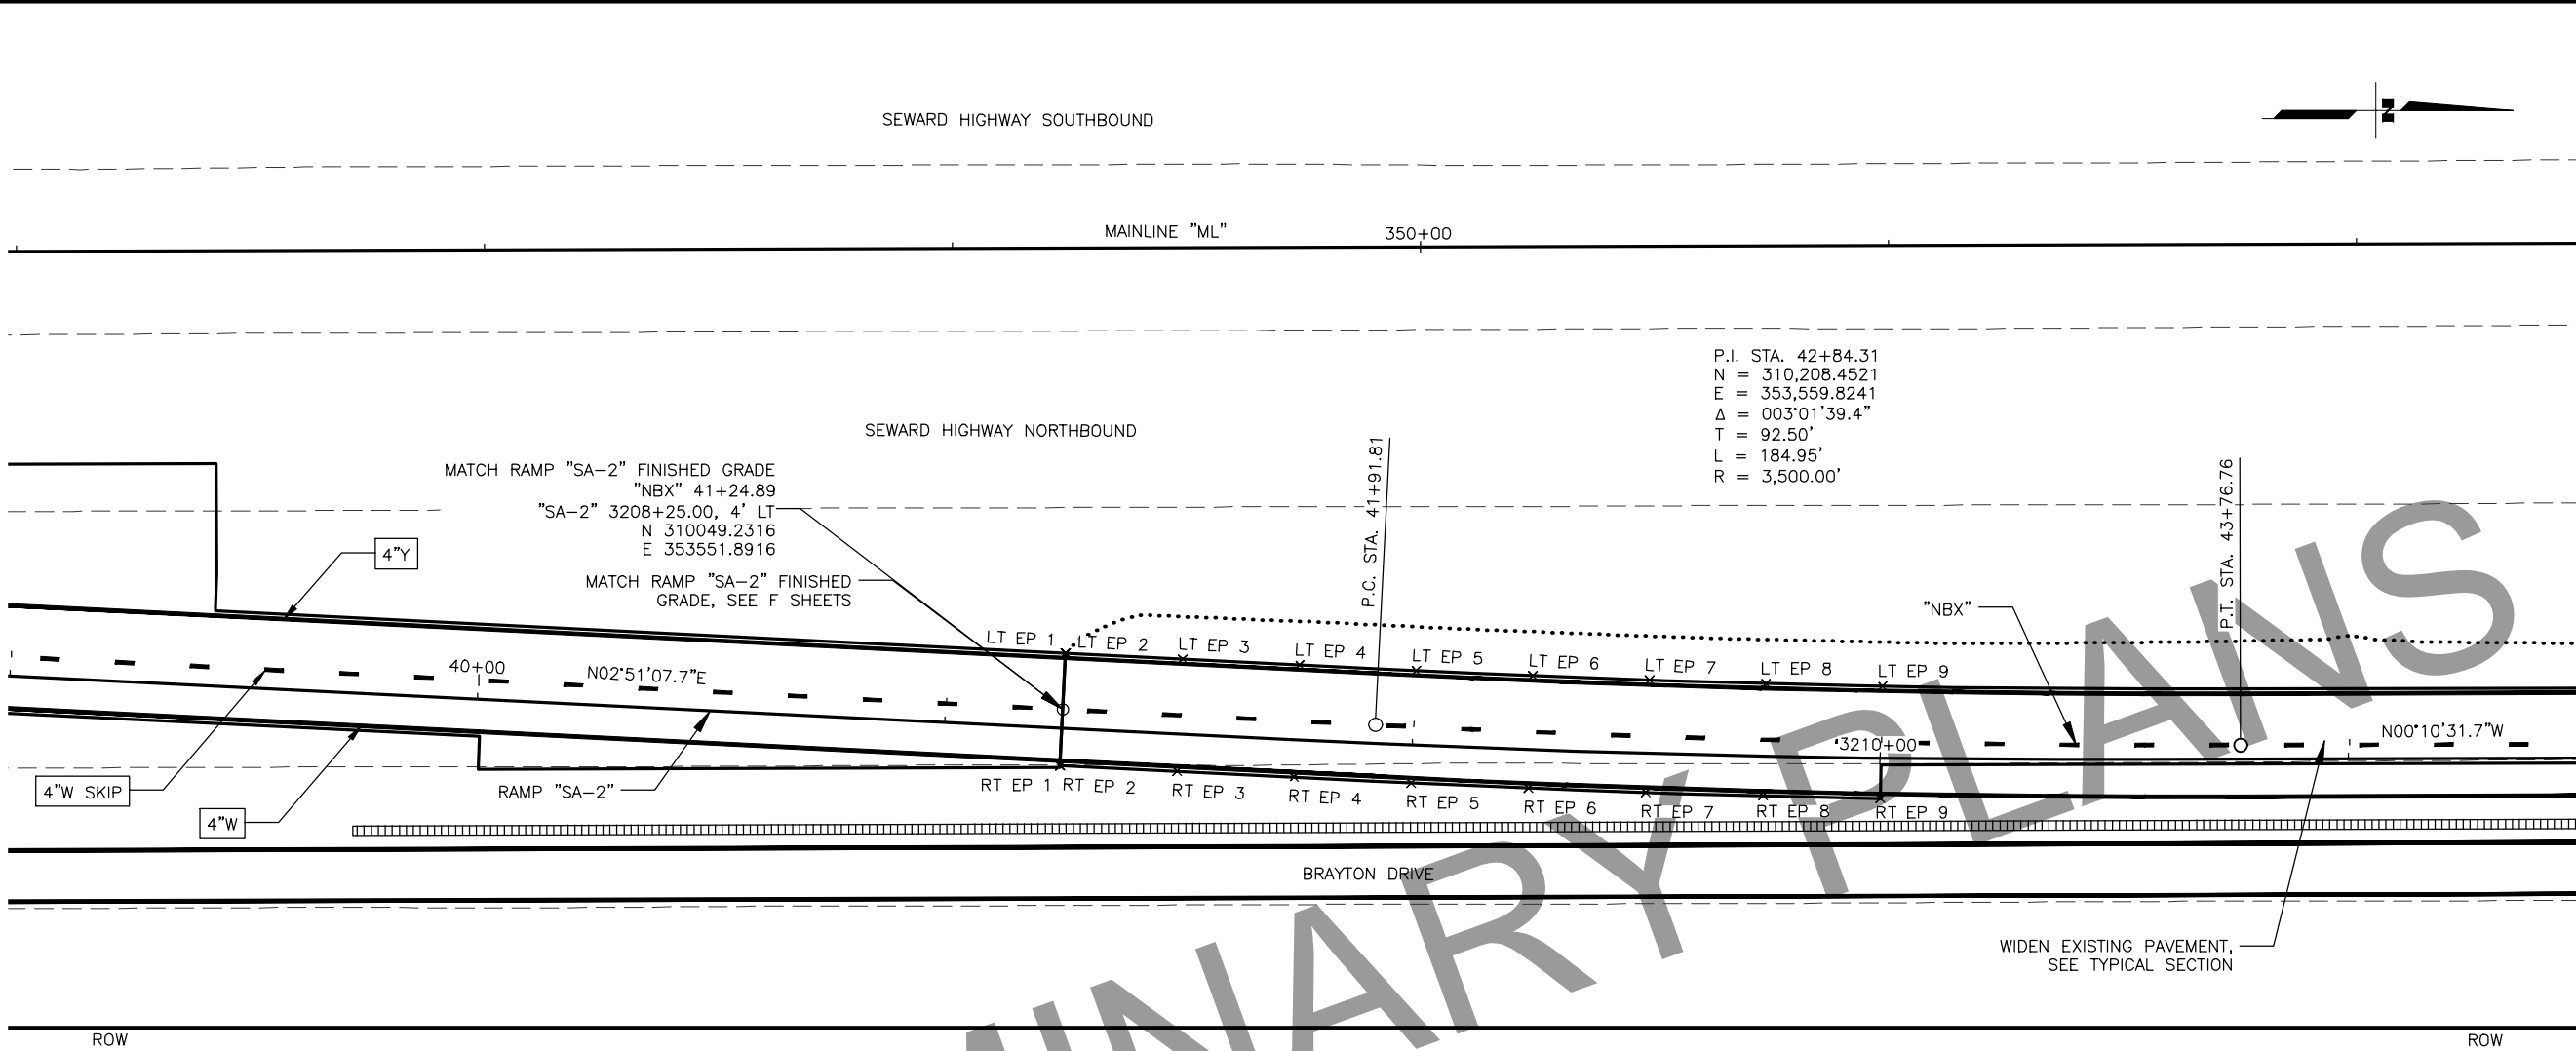 SEWARD HIGHWAY SOUTHBOUND
N
MAINLINE "ML"
350+00
P.I. STA. 42+84.31
N = 310,208.4521
E = 353,559.8241
Δ = 003°01'39.4"
T = 92.50'
L = 184.95'
R = 3,500.00'
SEWARD HIGHWAY NORTHBOUND
MATCH RAMP "SA-2" FINISHED GRADE
"NBX" 41+24.89
"SA-2" 3208+25.00, 4' LT
N 310049.2316
E 353551.8916
P.C. STA. 41+91.81
P.T. STA. 43+76.76
4"Y
MATCH RAMP "SA-2" FINISHED
GRADE, SEE F SHEETS
"NBX"
LT EP 1
LT EP 2
LT EP 3
LT EP 4
LT EP 5
LT EP 6
LT EP 7
LT EP 8
LT EP 9
40+00
N02°51'07.7"E
3210+00
N00°10'31.7"W
4"W SKIP
RAMP "SA-2"
RT EP 1
RT EP 2
RT EP 3
RT EP 4
RT EP 5
RT EP 6
RT EP 7
RT EP 8
RT EP 9
4"W
BRAYTON DRIVE
WIDEN EXISTING PAVEMENT,
SEE TYPICAL SECTION
ROW
ROW
MINARY PLANS